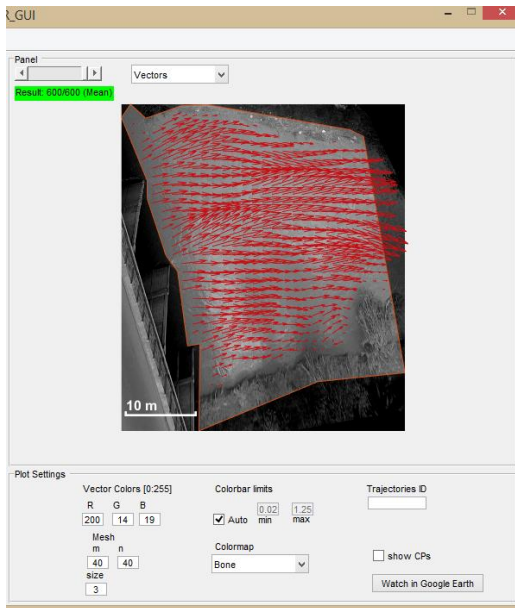 R_GUI
Panel
Vectors
Result: 600/600 (Mean)
10 m
Plot Settings
Vector Colors [0:255]
R G B
200 14 19
Mesh
m n
40 40
size
3
Colorbar limits
0.02 1.25
Auto min max
Colormap
Bone
Trajectories ID
show CPs
Watch in Google Earth